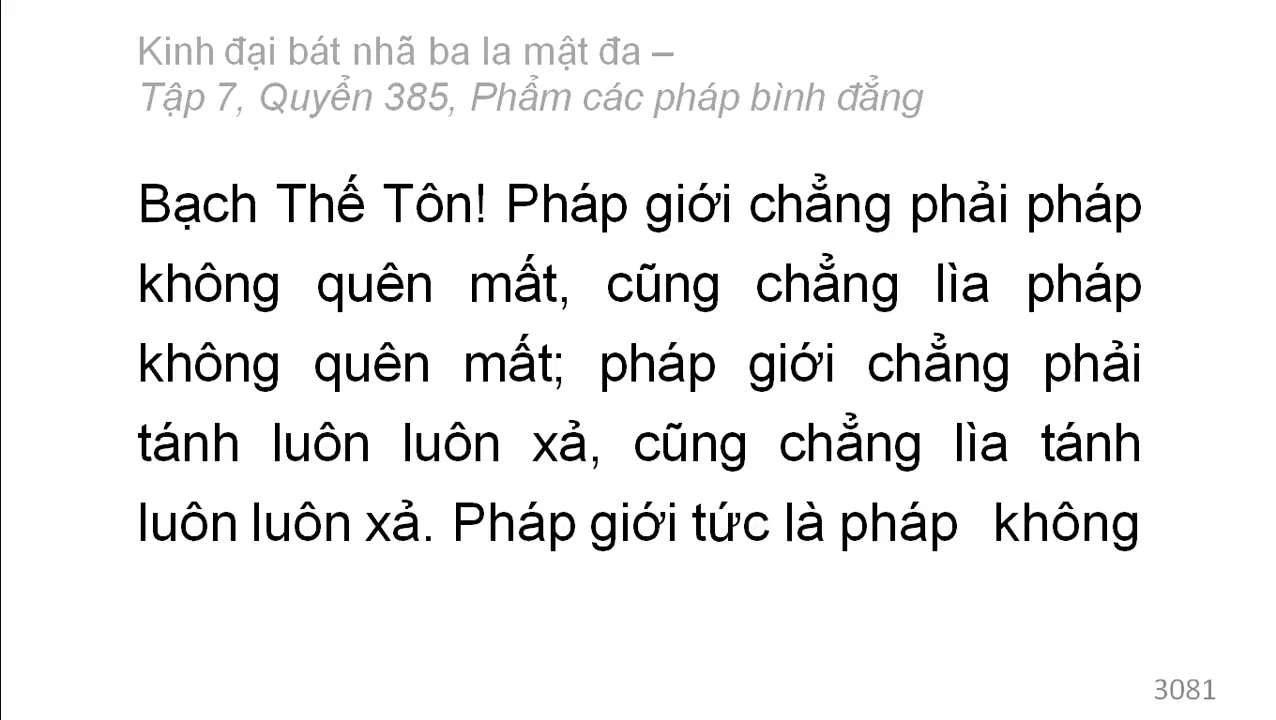 Kinh đại bát nhã ba la mật đa –
Tập 7, Quyển 385, Phẩm các pháp bình đẳng
Bạch Thế Tôn! Pháp giới chẳng phải pháp
không quên mất, cũng chẳng lìa pháp
không quên mất; pháp giới chẳng phải
tánh luôn luôn xả, cũng chẳng lìa tánh
luôn luôn xả. Pháp giới tức là pháp không
3081